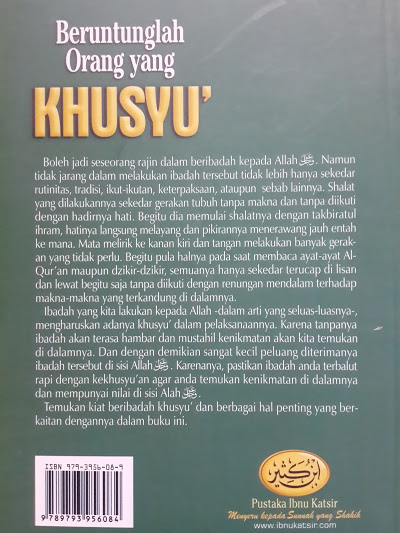 Beruntunglah
Orang yang
KHUSYU'
Boleh jadi seseorang rajin dalam beribadah kepada Allah ﷻ. Namun
tidak jarang dalam melakukan ibadah tersebut tidak lebih hanya sekedar
rutinitas, tradisi, ikut-ikutan, keterpaksaan, ataupun sebab lainnya. Shalat
yang dilakukannya sekedar gerakan tubuh tanpa makna dan tanpa diikuti
dengan hadirnya hati. Begitu dia memulai shalatnya dengan takbiratul
ihram, hatinya langsung melayang dan pikirannya menerawang jauh entah
ke mana. Mata melirik ke kanan kiri dan tangan melakukan banyak gerak-
an yang tidak perlu. Begitu pula halnya pada saat membaca ayat-ayat Al-
Qur'an maupun dzikir-dzikir, semuanya hanya sekedar terucap di lisan
dan lewat begitu saja tanpa diikuti dengan renungan mendalam terhadap
makna-makna yang terkandung di dalamnya.
Ibadah yang kita lakukan kepada Allah -dalam arti yang seluas-luasnya-,
mengharuskan adanya khusyu' dalam pelaksanaannya. Karena tanpanya
ibadah akan terasa hambar dan mustahil kenikmatan akan kita temukan
di dalamnya. Dan dengan demikian sangat kecil peluang diterimanya
ibadah tersebut di sisi Allah ﷻ. Karenanya, pastikan ibadah anda terbalut
rapi dengan kekhusyu'an agar anda temukan kenikmatan di dalamnya
dan mempunyai nilai di sisi Alah ﷻ.
Temukan kiat beribadah khusyu' dan berbagai hal penting yang ber-
kaitan dengannya dalam buku ini.
ISBN 979-3956-08-9
9 789793 956084
ابن كثير
Pustaka Ibnu Katsir
Menyeru kepada Sunnah yang Shahih
www.ibnukatsir.com